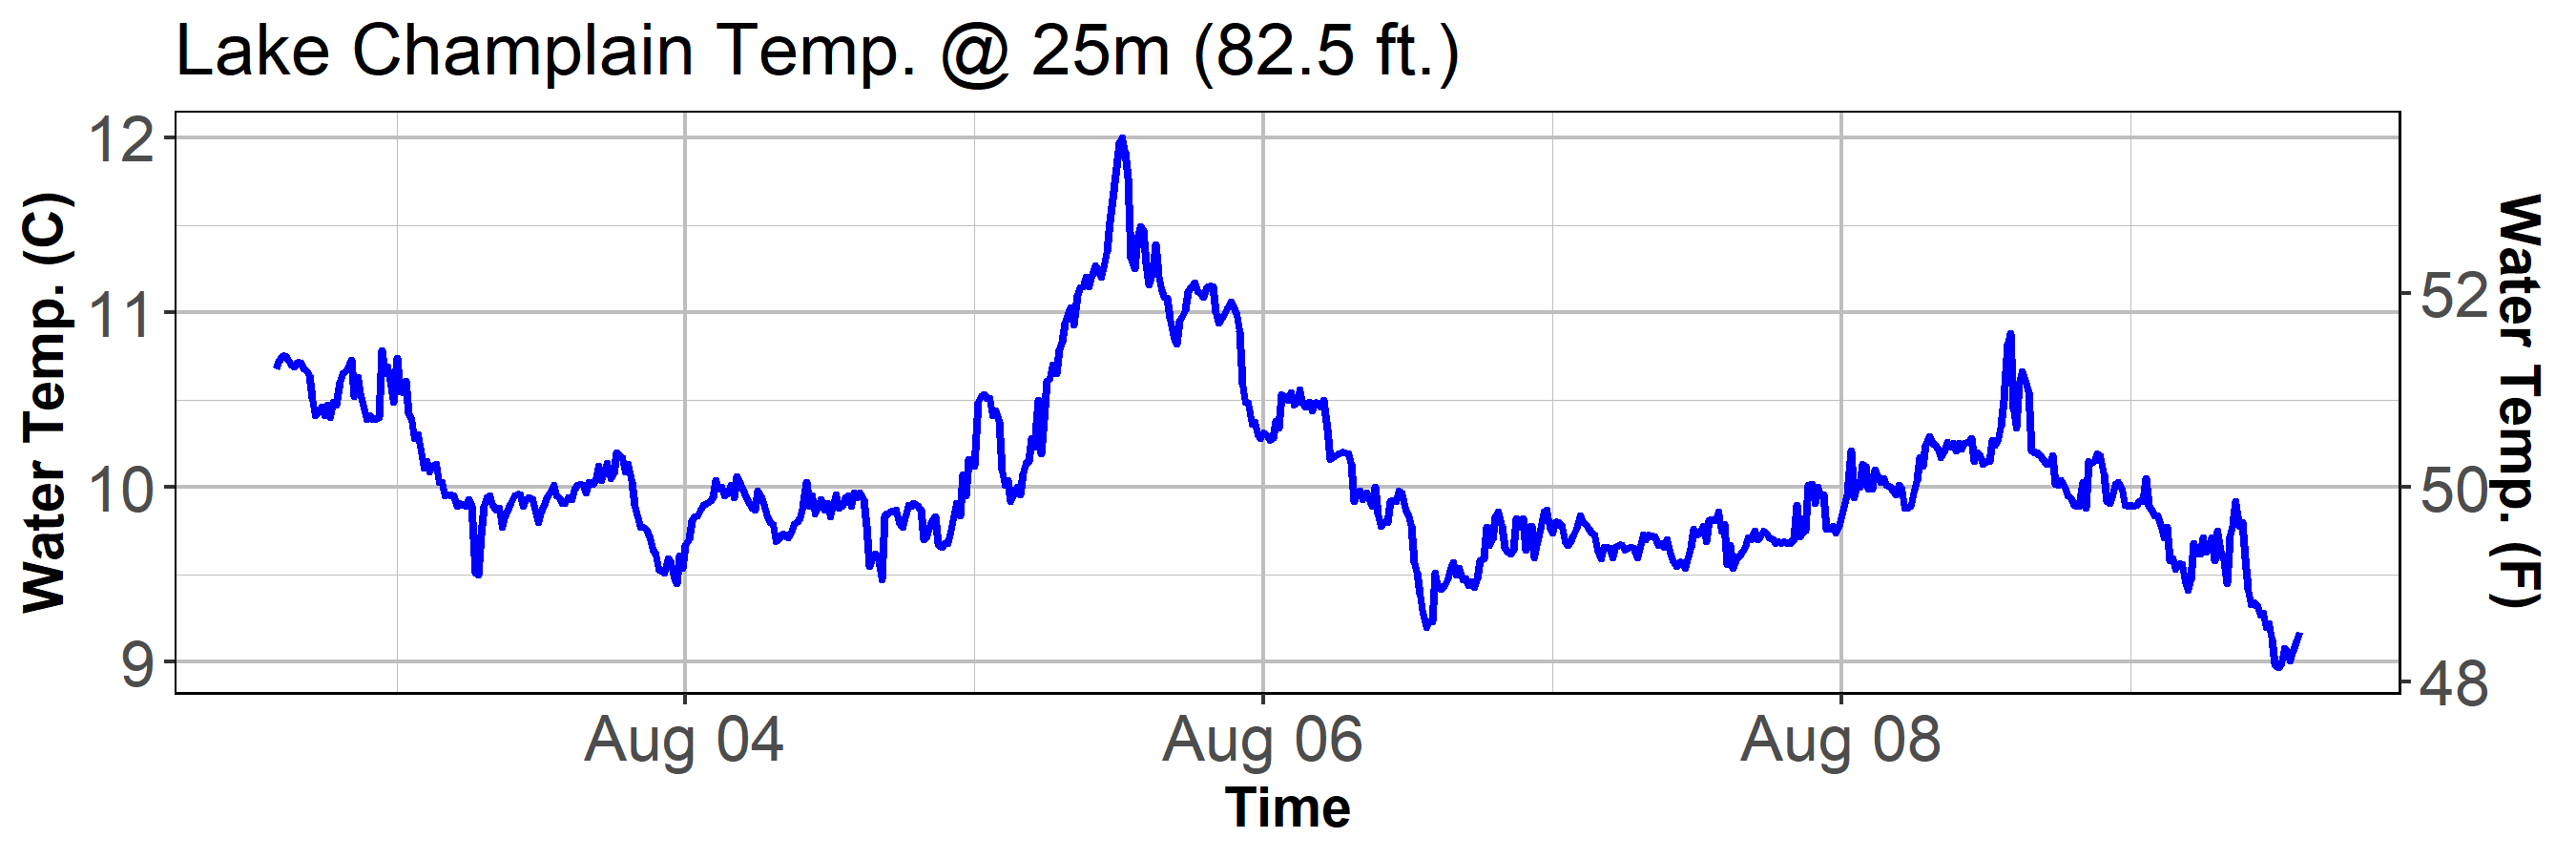 Lake Champlain Temp. @ 25m (82.5 ft.)
Water Temp. (C)
12
11
10
9
52
50
48
Water Temp. (F)
Aug 04
Aug 06
Aug 08
Time